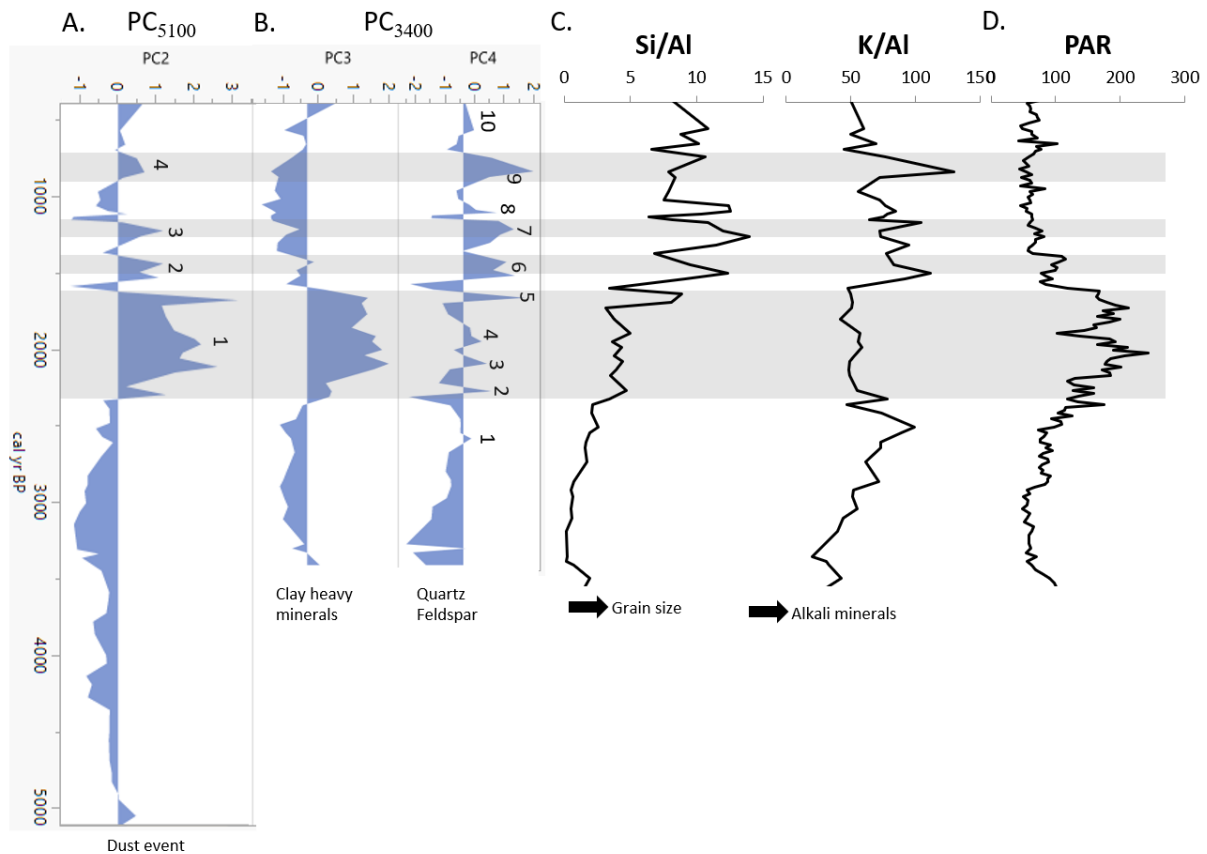 A. PC5100 B. PC3400 C. D.
Si/Al K/Al PAR
PC2 PC3 PC4
-1 0 1 2 3 -1 0 1 2 -2 -1 0 1 2 0 5 10 15 0 50 100 150 0 100 200 300
10
4
9
1000
8
3 7
2 6
5
1 4
2000
3
2
1
cal yr BP
3000
4000
5000
Clay heavy
minerals
Quartz
Feldspar
Grain size
Alkali minerals
Dust event